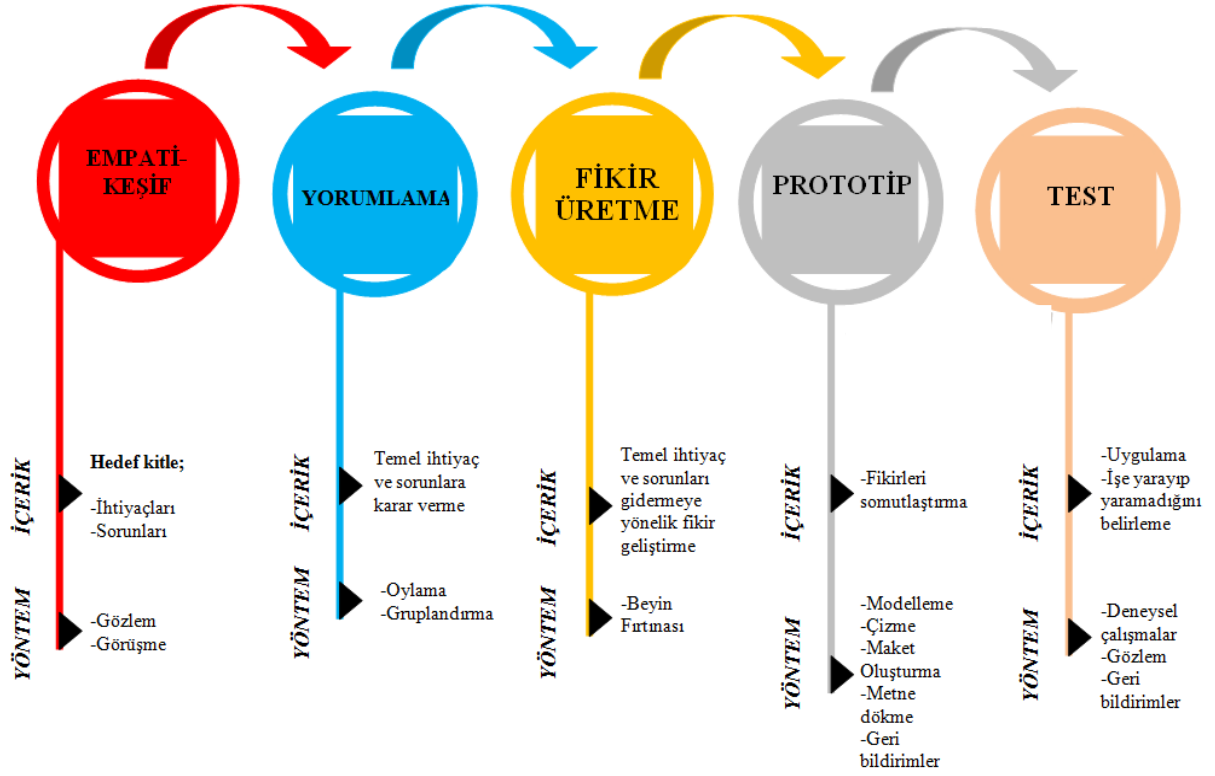 EMPATİ-
KEŞİF
YORUMLAMA
FİKİR
ÜRETME
PROTOTİP
TEST
İÇERİK
Hedef kitle;
-İhtiyaçları
-Sorunları
YÖNTEM
-Gözlem
-Görüşme
İÇERİK
Temel ihtiyaç
ve sorunlara
karar verme
YÖNTEM
-Oylama
-Gruplandırma
İÇERİK
Temel ihtiyaç
ve sorunları
gidermeye
yönelik fikir
geliştirme
YÖNTEM
-Beyin
Fırtınası
İÇERİK
-Fikirleri
somutlaştırma
YÖNTEM
-Modelleme
-Çizme
-Maket
Oluşturma
-Metne
dökme
-Geri
bildirimler
İÇERİK
-Uygulama
-İşe yarayıp
yaramadığını
belirleme
YÖNTEM
-Deneysel
çalışmalar
-Gözlem
-Geri
bildirimler